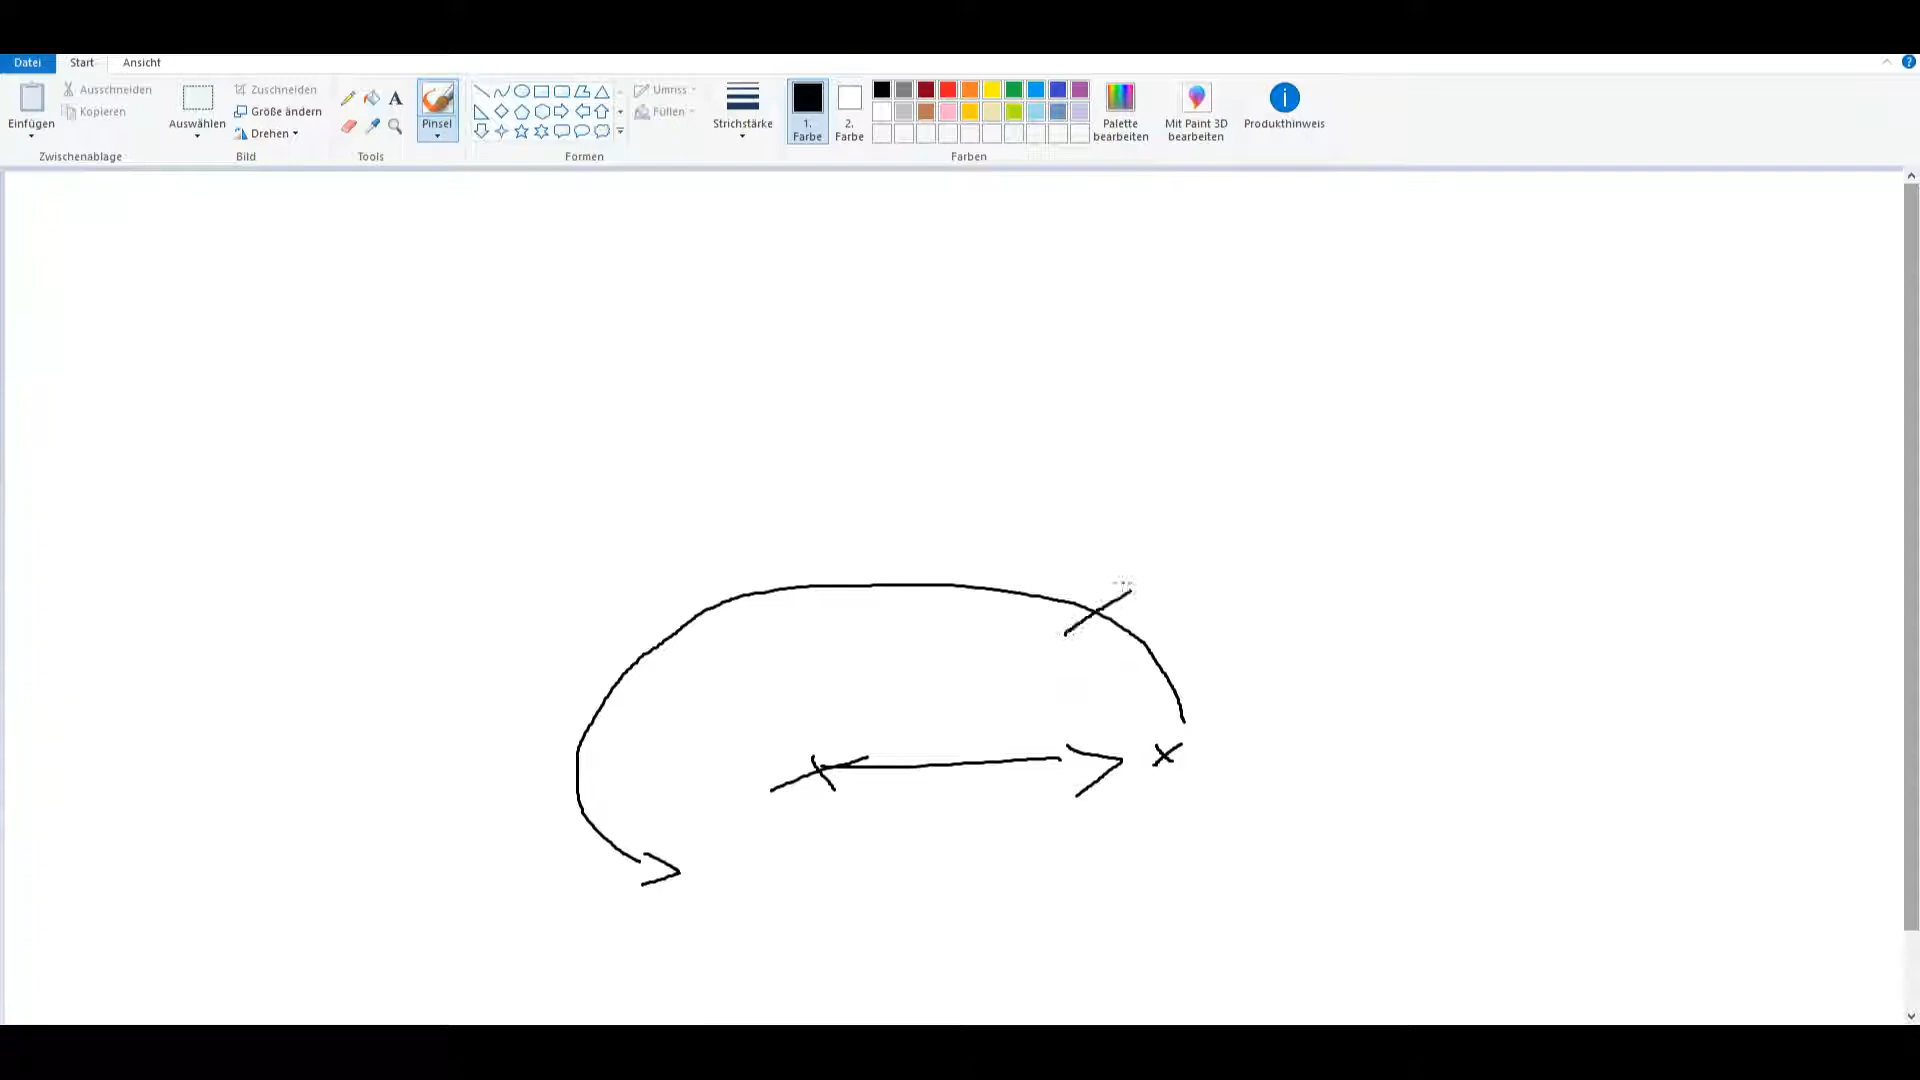 Datei Start Ansicht
Einfügen
Ausschneiden
Kopieren
Zwischenablage
Auswählen
Zuschneiden
Größe ändern
Drehen
Bild
A
Tools
Pinsel
Formen
Umriss
Füllen
Strichstärke
1.
Farbe
2.
Farbe
Farben
Palette
bearbeiten
Mit Paint 3D
bearbeiten
Produkthinweis
x